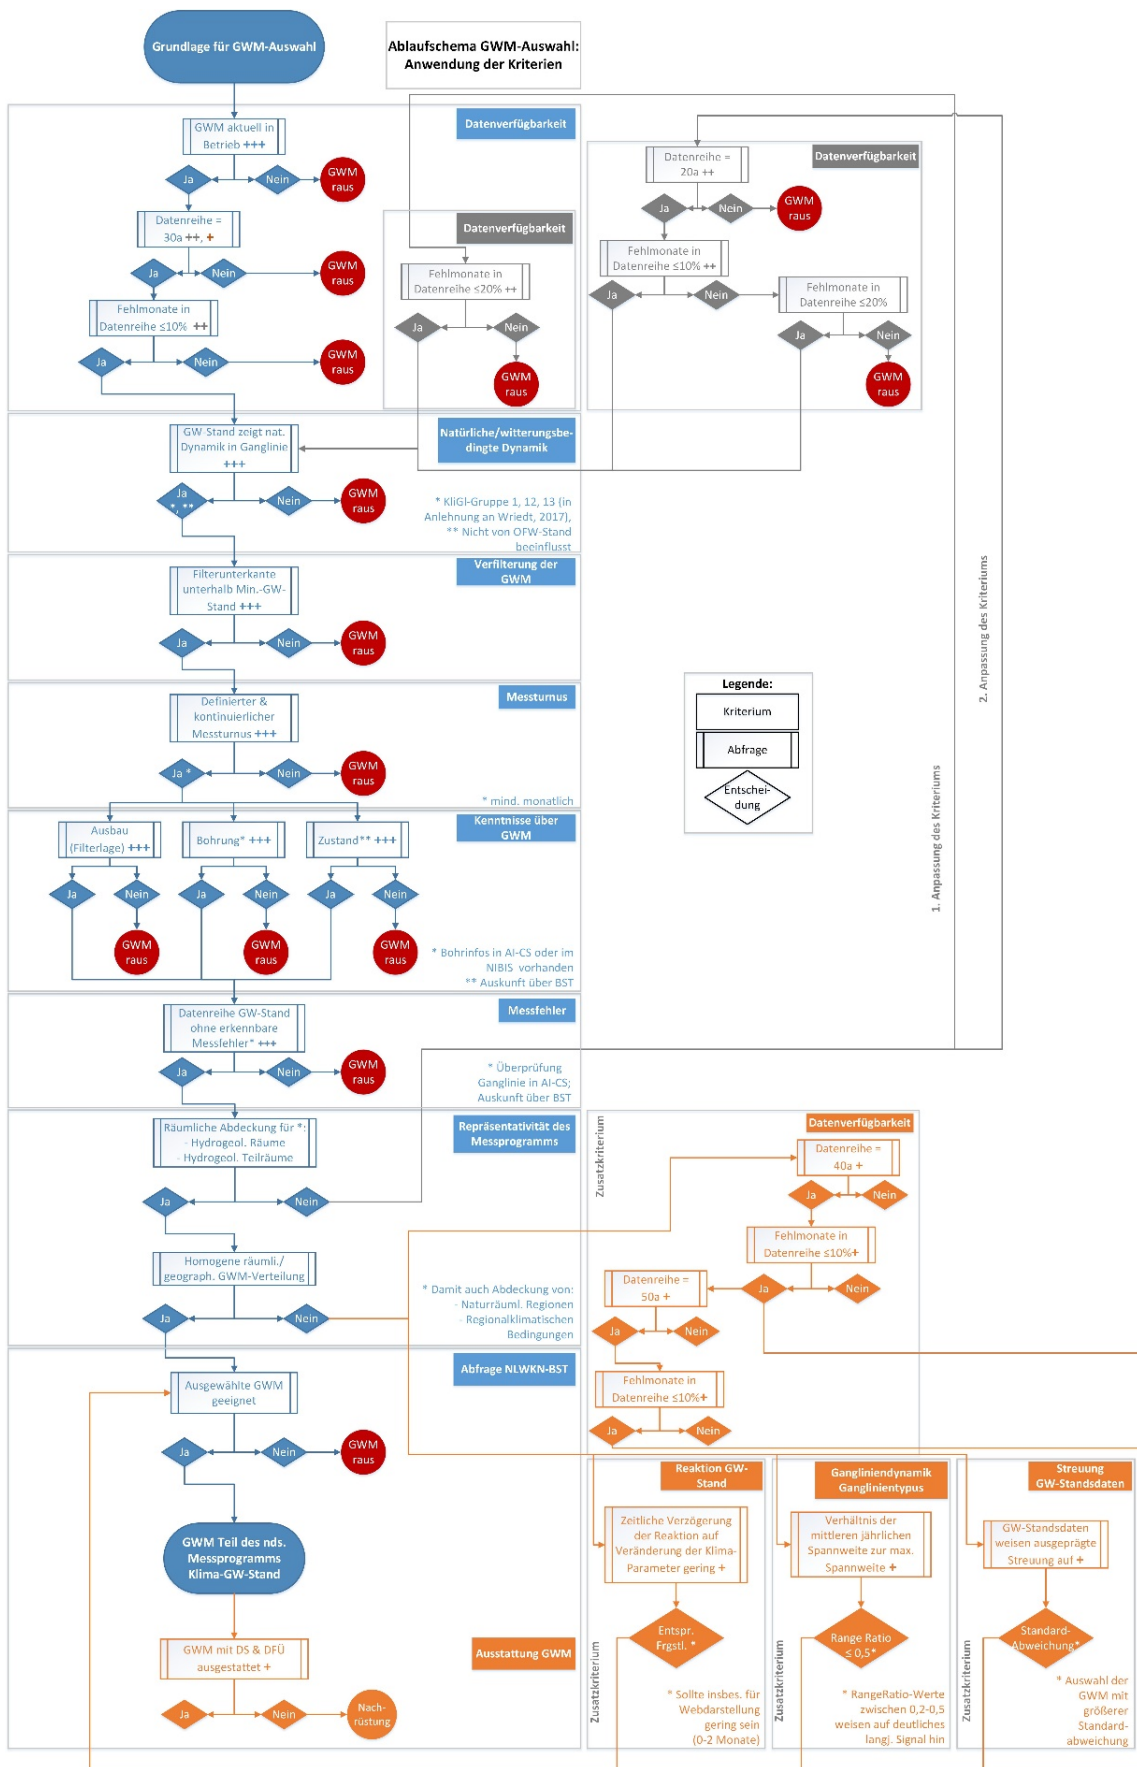 Grundlage für GWM-Auswahl
Ablaufschema GWM-Auswahl:
Anwendung der Kriterien
Datenverfügbarkeit
GWM aktuell in
Betrieb +++
Ja
Nein
GWM
raus
Datenreihe =
30a ++, +
Ja
Nein
GWM
raus
Fehlmonate in
Datenreihe ≤10% ++
Ja
Nein
GWM
raus
Datenverfügbarkeit
Fehlmonate in
Datenreihe ≤20% ++
Ja
Nein
GWM
raus
Datenverfügbarkeit
Datenreihe =
20a ++
Ja
Nein
GWM
raus
Fehlmonate in
Datenreihe ≤10% ++
Ja
Nein
Fehlmonate in
Datenreihe ≤20%
Ja
Nein
GWM
raus
Natürliche/witterungsbe-
dingte Dynamik
GW-Stand zeigt nat.
Dynamik in Ganglinie
+++
Ja
*, **
Nein
GWM
raus
* KliGl-Gruppe 1, 12, 13 (in
Anlehnung an Wriedt, 2017),
** Nicht von OFW-Stand
beeinflusst
Verfilterung der
GWM
Filterunterkante
unterhalb Min.-GW-
Stand +++
Ja
Nein
GWM
raus
Messturnus
Definierter &
kontinuierlicher
Messturnus +++
Ja *
Nein
GWM
raus
* mind. monatlich
Legende:
Kriterium
Abfrage
Entschei-
dung
1. Anpassung des Kriteriums
2. Anpassung des Kriteriums
Kenntnisse über
GWM
Ausbau
(Filterlage) +++
Bohrung* +++
Zustand** +++
Ja
Nein
Ja
Nein
Ja
Nein
GWM
raus
GWM
raus
GWM
raus
* Bohrinfos in AI-CS oder im
NIBIS vorhanden
** Auskunft über BST
Messfehler
Datenreihe GW-Stand
ohne erkennbare
Messfehler* +++
Ja
Nein
GWM
raus
* Überprüfung
Ganglinie in AI-CS;
Auskunft über BST
Repräsentativität des
Messprogramms
Räumliche Abdeckung für *:
- Hydrogeol. Räume
- Hydrogeol. Teilräume
Ja
Nein
Homogene räuml./
geograph. GWM-Verteilung
Ja
Nein
* Damit auch Abdeckung von:
- Naturräuml. Regionen
- Regionalklimatischen
Bedingungen
Zusatzkriterium
Datenverfügbarkeit
Datenreihe =
40a +
Ja
Nein
Fehlmonate in
Datenreihe ≤10%+
Ja
Nein
Datenreihe =
50a +
Ja
Nein
Fehlmonate in
Datenreihe ≤10%+
Ja
Nein
Abfrage NLWKN-BST
Ausgewählte GWM
geeignet
Ja
Nein
GWM
raus
GWM Teil des nds.
Messprogramms
Klima-GW-Stand
Ausstattung GWM
GWM mit DS & DFÜ
ausgestattet +
Ja
Nein
Nach-
rüstung
Reaktion GW-
Stand
Zeitliche Verzögerung
der Reaktion auf
Veränderung der Klima-
Parameter gering +
Entspr.
Frgstl. *
Zusatzkriterium
* Sollte insbes. für
Webdarstellung
gering sein
(0-2 Monate)
Gangliniendynamik
Ganglinientypus
Verhältnis der
mittleren jährlichen
Spannweite zur max.
Spannweite +
Range Ratio
≤ 0,5*
Zusatzkriterium
* RangeRatio-Werte
zwischen 0,2-0,5
weisen auf deutliches
langj. Signal hin
Streuung
GW-Standsdaten
GW-Standsdaten
weisen ausgeprägte
Streuung auf +
Standard-
Abweichung*
Zusatzkriterium
* Auswahl der
GWM mit
größerer
Standard-
abweichung